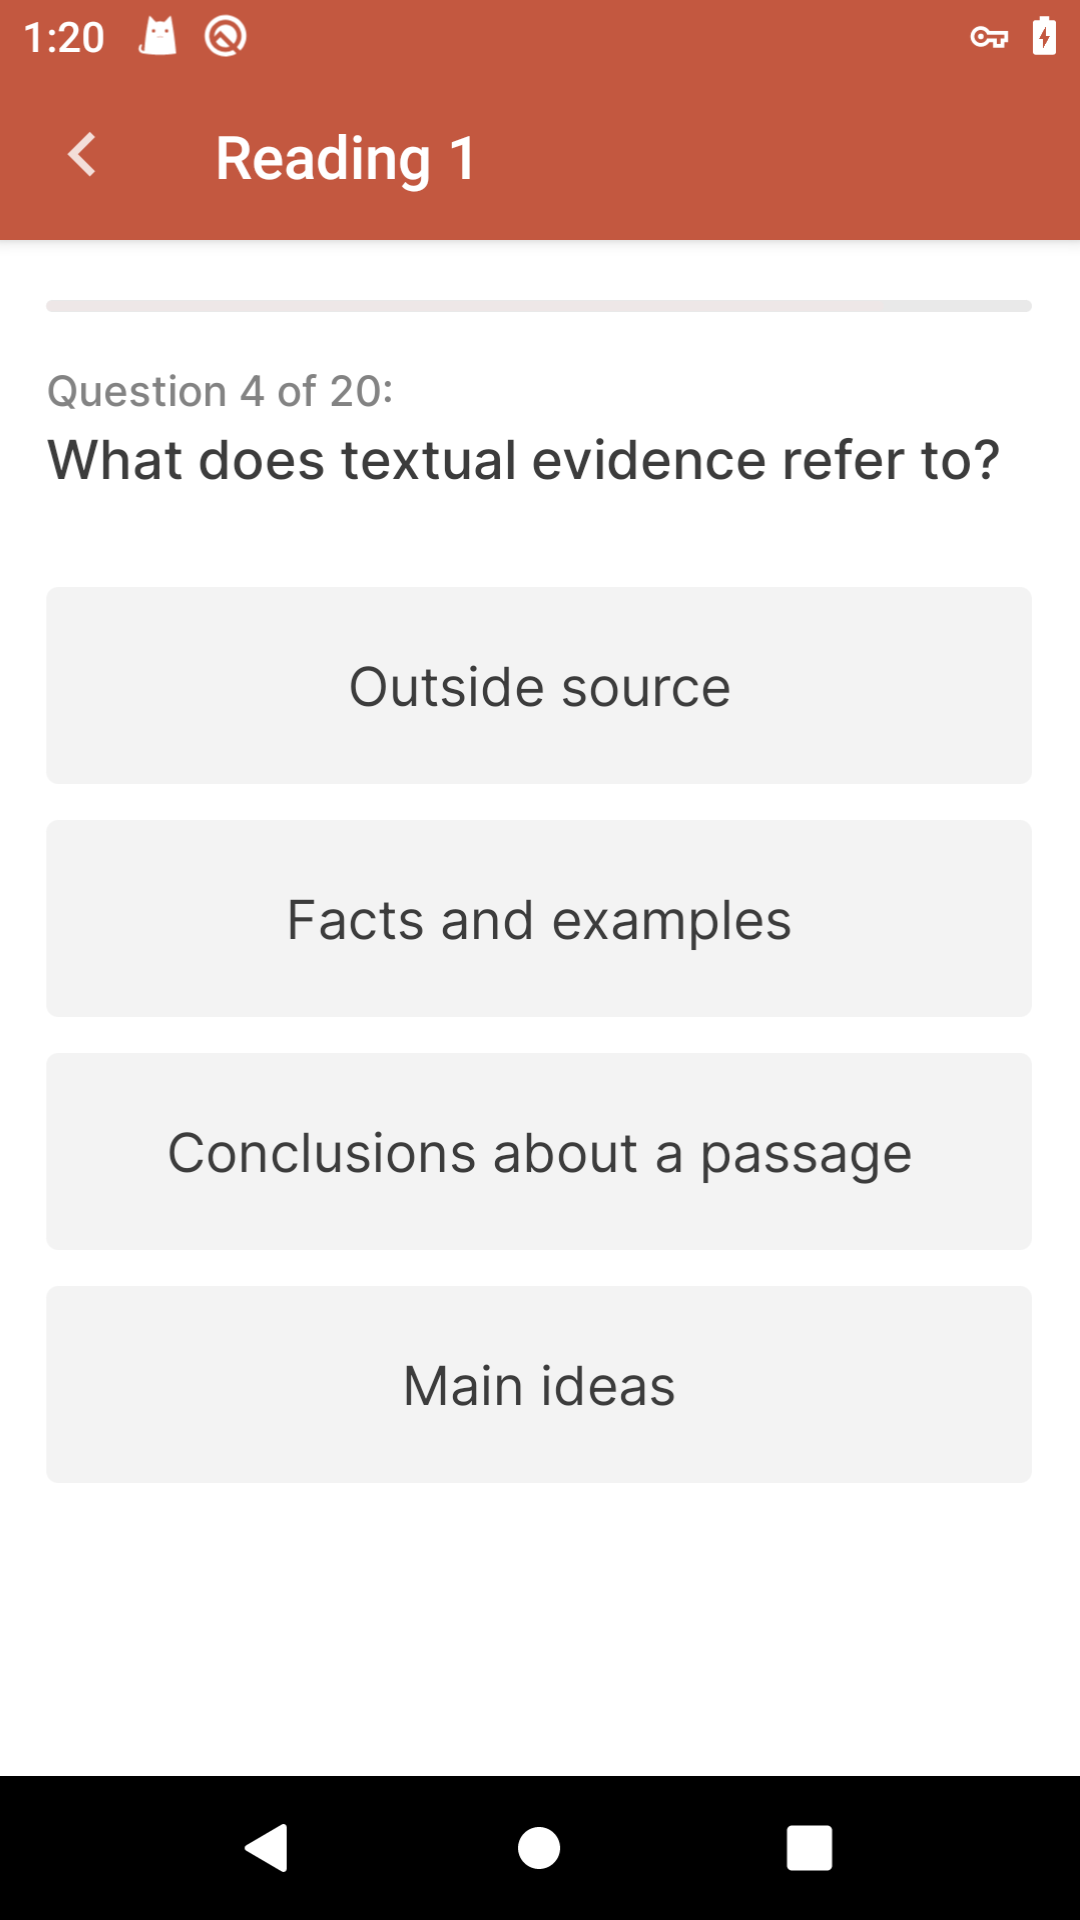 1:20
Reading 1
Question 4 of 20:
What does textual evidence refer to?
Outside source
Facts and examples
Conclusions about a passage
Main ideas